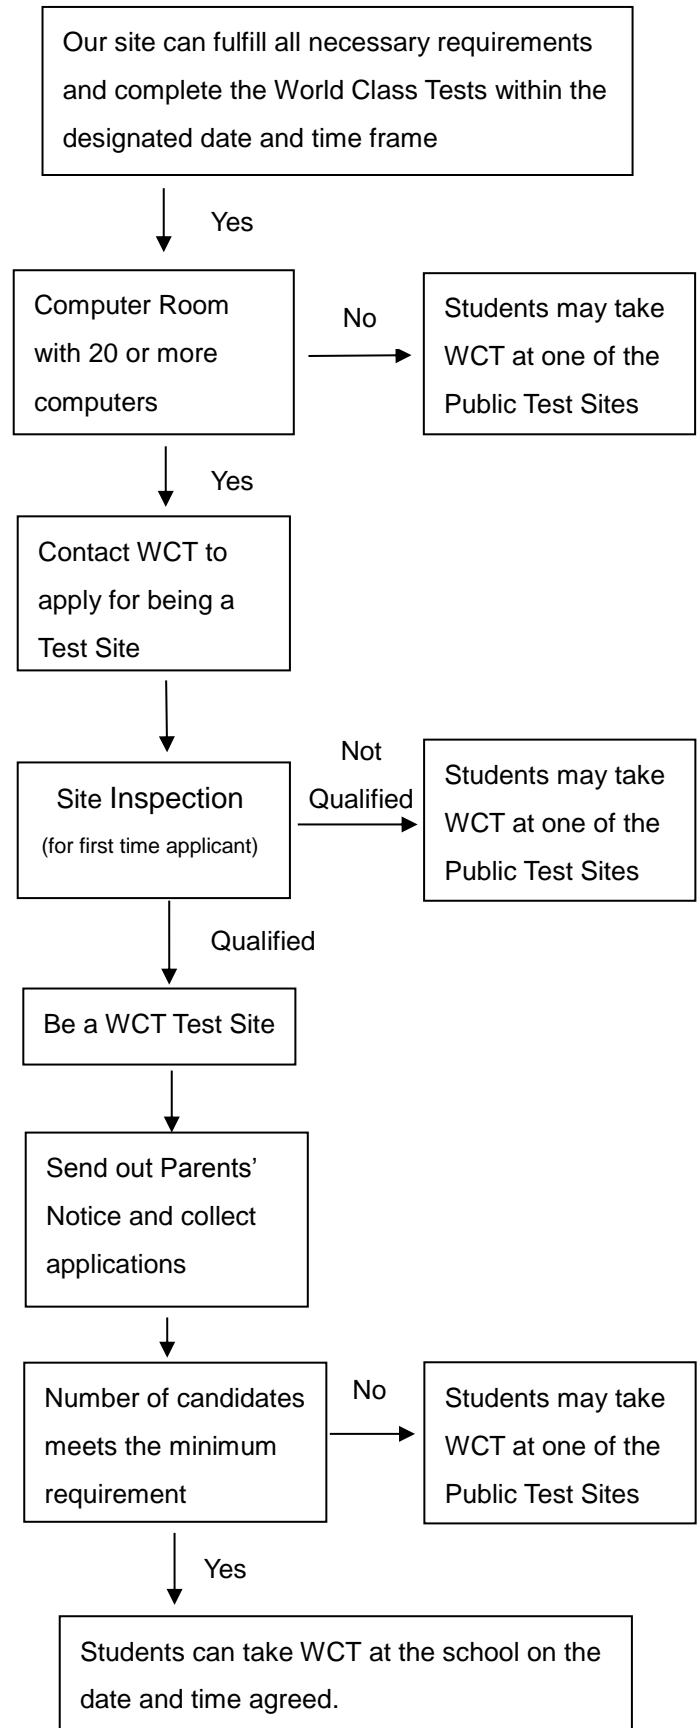 Our site can fulfill all necessary requirements
and complete the World Class Tests within the
designated date and time frame
Yes
Computer Room
with 20 or more
computers
No
Students may take
WCT at one of the
Public Test Sites
Yes
Contact WCT to
apply for being a
Test Site
Site Inspection
(for first time applicant)
Not
Qualified
Students may take
WCT at one of the
Public Test Sites
Qualified
Be a WCT Test Site
Send out Parents’
Notice and collect
applications
Number of candidates
meets the minimum
requirement
No
Students may take
WCT at one of the
Public Test Sites
Yes
Students can take WCT at the school on the
date and time agreed.